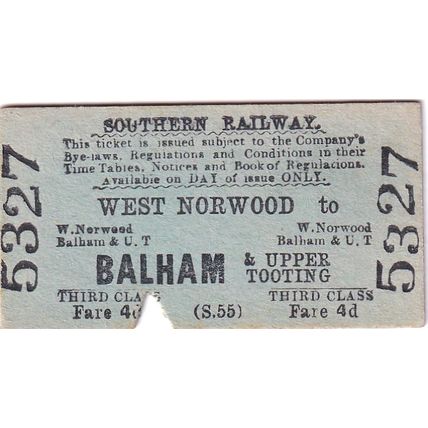 SOUTHERN RAILWAY.
This ticket is issued subject to the Company's
Bye-laws, Regulations and Conditions in their
Time Tables, Notices and Book of Regulations.
Available on DAY of issue ONLY.
WEST NORWOOD to
W. Norwood W. Norwood
Balham & U. T Balham & U. T
BALHAM & UPPER TOOTING
THIRD CLASS THIRD CLASS
Fare 4d (S.55) Fare 4d
5327
5327